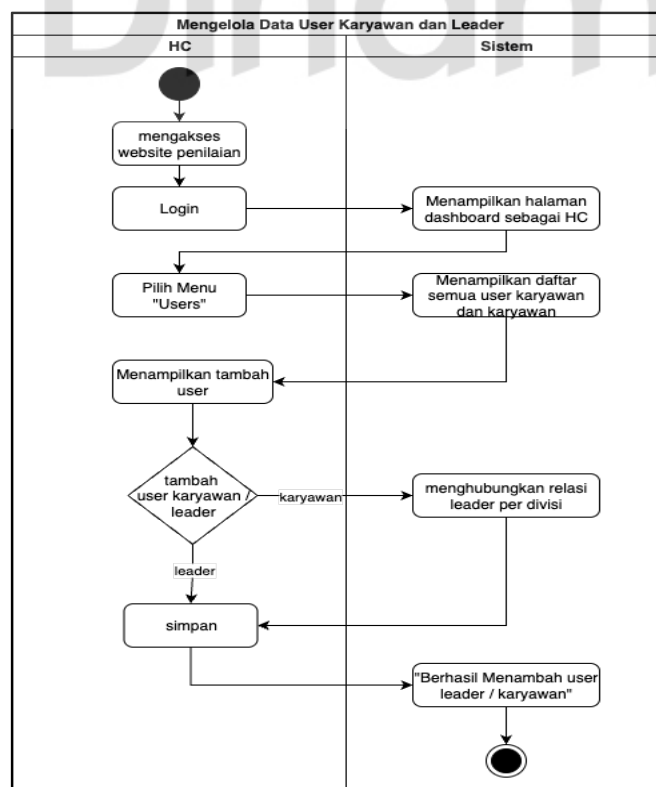 Mengelola Data User Karyawan dan Leader
HC
Sistem
mengakses
website penilaian
Login
Menampilkan halaman
dashboard sebagai HC
Pilih Menu
"Users"
Menampilkan daftar
semua user karyawan
dan karyawan
Menampilkan tambah
user
tambah
user karyawan /
leader
karyawan
menghubungkan relasi
leader per divisi
leader
simpan
"Berhasil Menambah user
leader / karyawan"